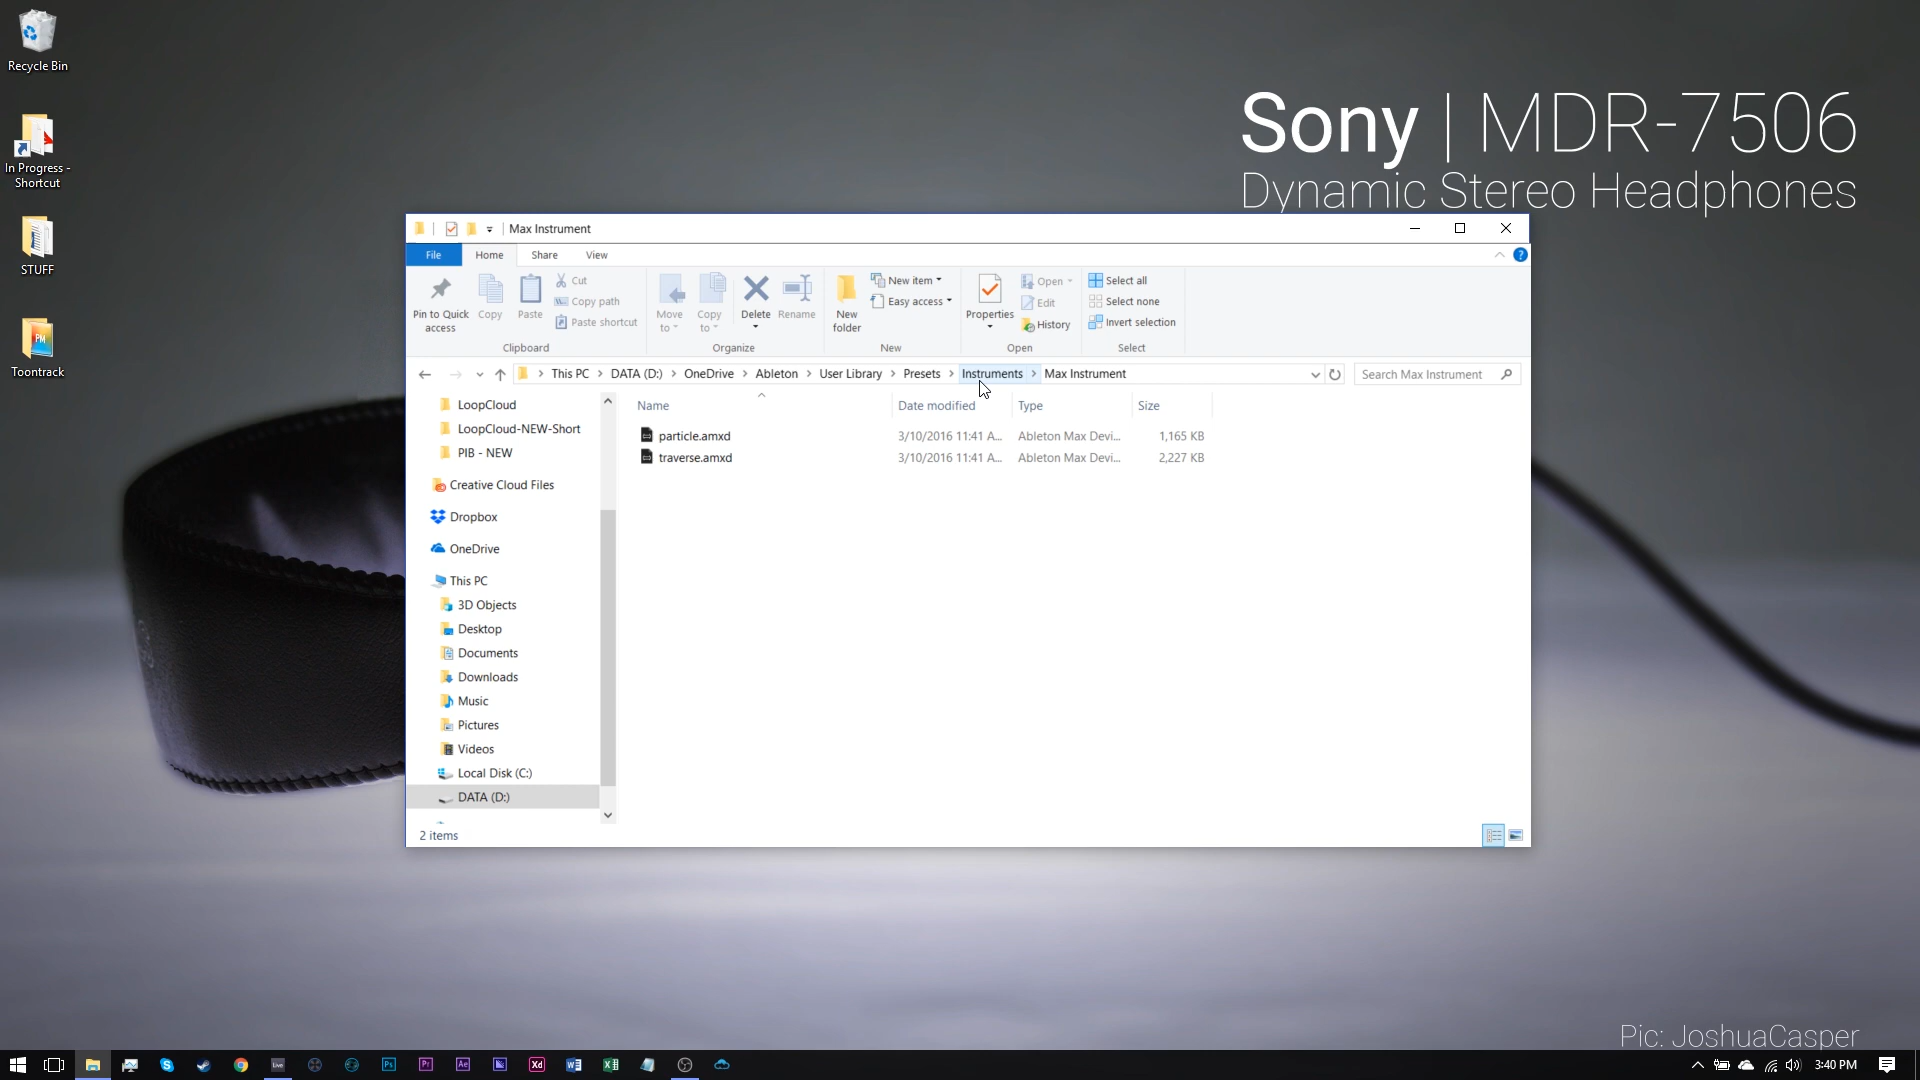 Recycle Bin
In Progress -
Shortcut
STUFF
Toontrack
Sony | MDR-7506
Dynamic Stereo Headphones
Max Instrument
File Home Share View
Pin to Quick
access
Copy
Paste
Cut
Copy path
Paste shortcut
Clipboard
Move
to
Copy
to
Delete
Rename
Organize
New
folder
New item
Easy access
New
Properties
Open
Edit
History
Open
Select all
Select none
Invert selection
Select
This PC > DATA (D:) > OneDrive > Ableton > User Library > Presets > Instruments > Max Instrument
Search Max Instrument
LoopCloud
LoopCloud-NEW-Short
PIB - NEW
Creative Cloud Files
Dropbox
OneDrive
This PC
3D Objects
Desktop
Documents
Downloads
Music
Pictures
Videos
Local Disk (C:)
DATA (D:)
Name Date modified Type Size
particle.amxd 3/10/2016 11:41 A... Ableton Max Devi... 1,165 KB
traverse.amxd 3/10/2016 11:41 A... Ableton Max Devi... 2,227 KB
2 items
Pic: JoshuaCasper
Live
Ps
Pr
Ae
Xd
3:40 PM